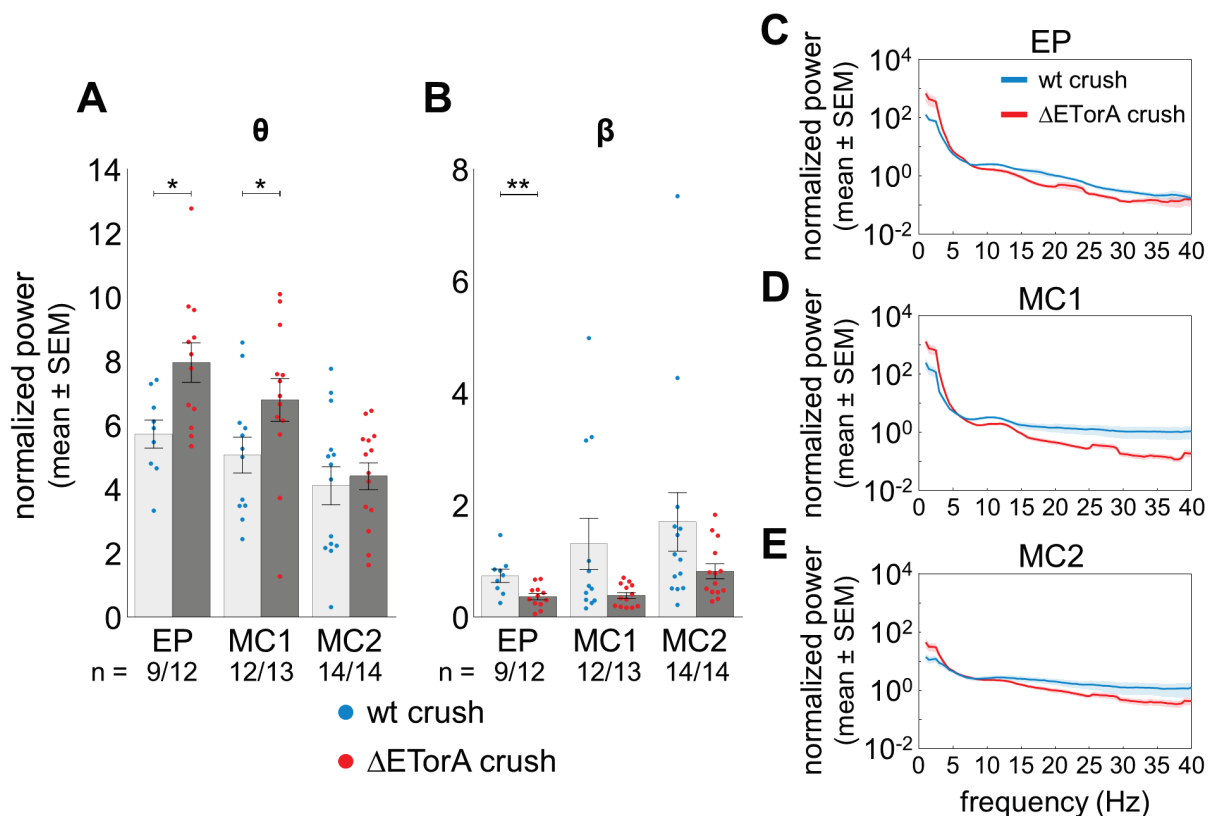 A
θ
normalized power
(mean ± SEM)
14
12
10
8
6
4
2
0
*
*
EP
MC1
MC2
n =
9/12
12/13
14/14
B
β
8
6
4
2
0
**
EP
MC1
MC2
n =
9/12
12/13
14/14
wt crush
ΔETorA crush
C
EP
normalized power
(mean ± SEM)
10⁴
10²
10⁰
10⁻²
wt crush
ΔETorA crush
0 5 10 15 20 25 30 35 40
D
MC1
normalized power
(mean ± SEM)
10⁴
10²
10⁰
10⁻²
0 5 10 15 20 25 30 35 40
E
MC2
normalized power
(mean ± SEM)
10⁴
10²
10⁰
10⁻²
0 5 10 15 20 25 30 35 40
frequency (Hz)